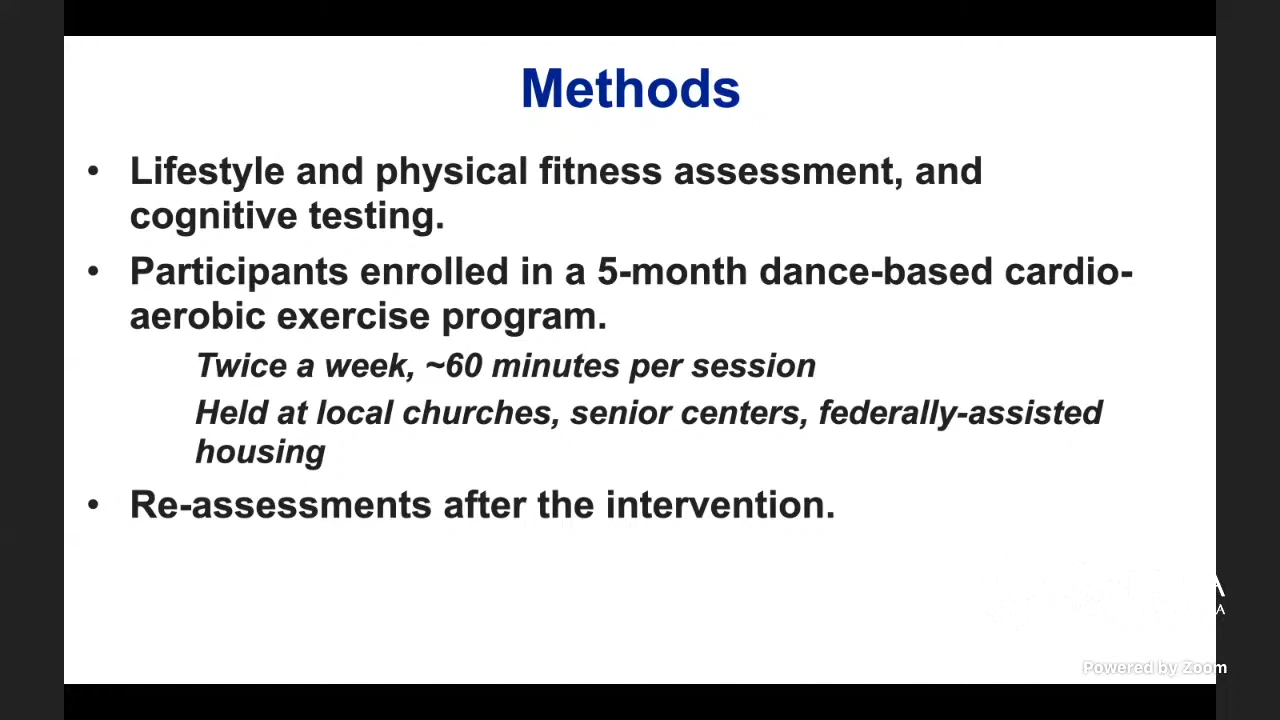 Methods
• Lifestyle and physical fitness assessment, and
cognitive testing.
• Participants enrolled in a 5-month dance-based cardio-
aerobic exercise program.
Twice a week, ~60 minutes per session
Held at local churches, senior centers, federally-assisted
housing
• Re-assessments after the intervention.
A
A
Powered by Zoom